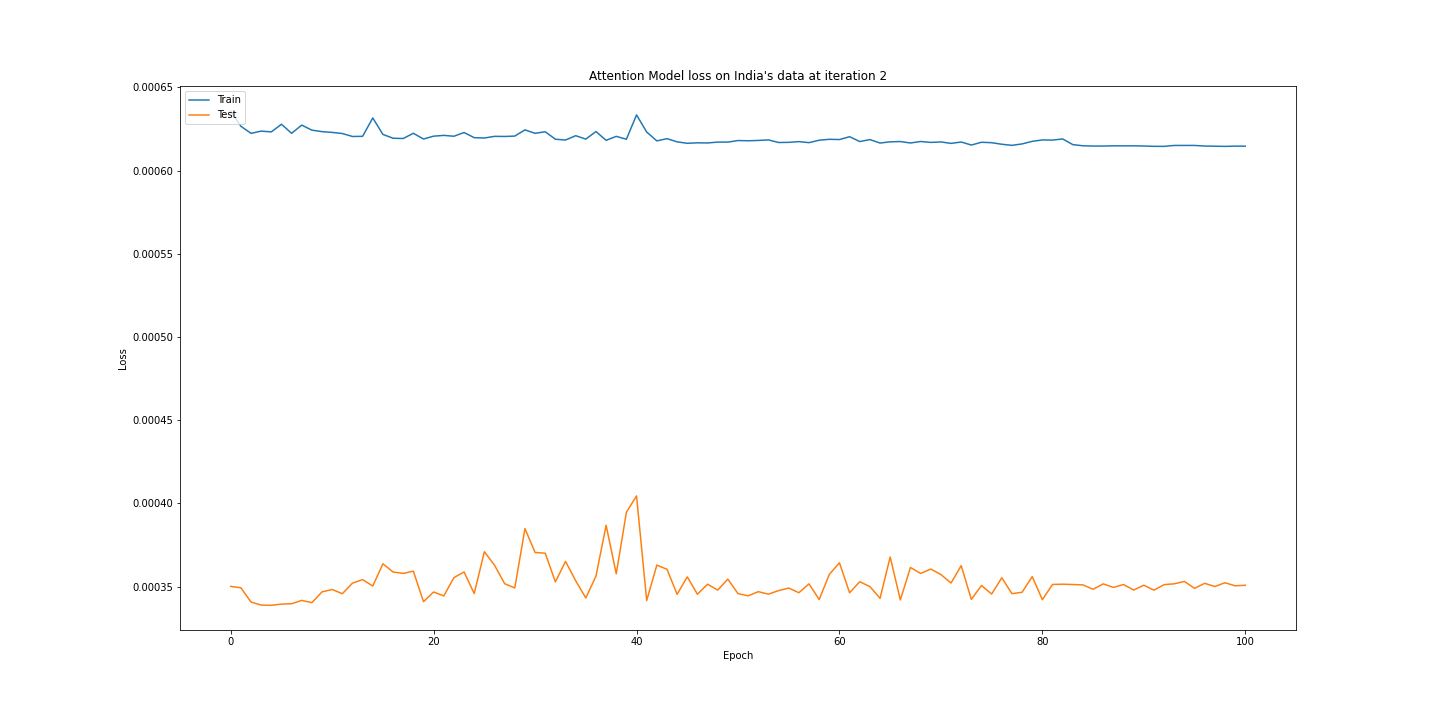 Attention Model loss on India's data at iteration 2
0.00065
0.00060
0.00055
0.00050
0.00045
0.00040
0.00035
Loss
Train
Test
0 20 40 60 80 100
Epoch